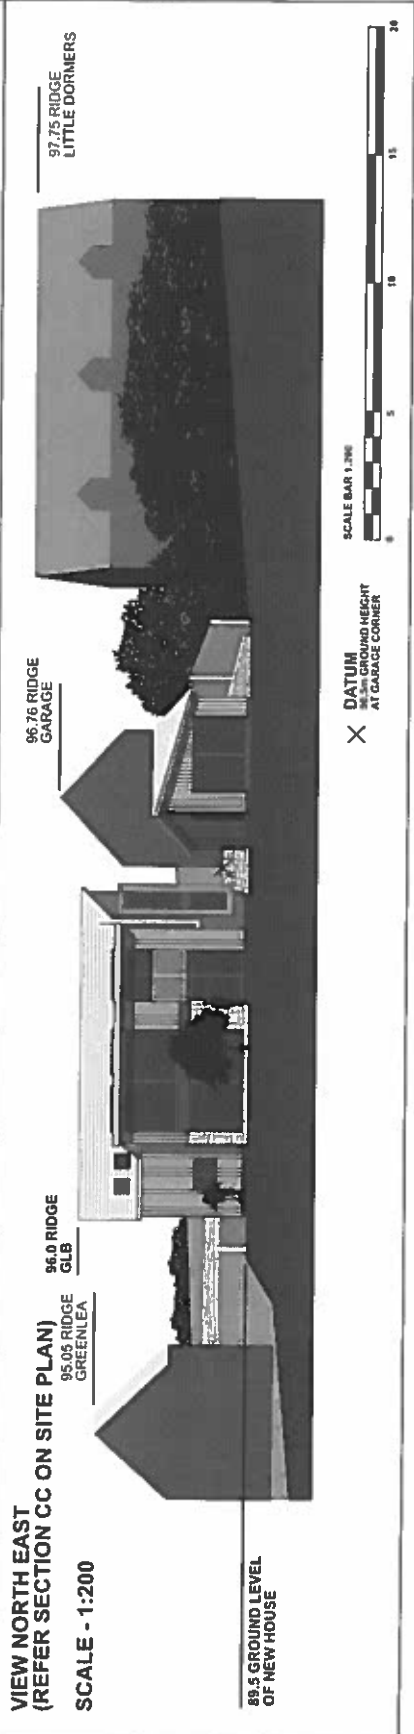 VIEW NORTH EAST
(REFER SECTION CC ON SITE PLAN)
SCALE - 1:200
95.05 RIDGE
GREENLEA
96.0 RIDGE
GLB
96.76 RIDGE
GARAGE
97.75 RIDGE
LITTLE DORMERS
89.5 GROUND LEVEL
OF NEW HOUSE
DATUM
GROUND HEIGHT
AT GARAGE CORNER
SCALE BAR 1:200
0 5 10 15 20